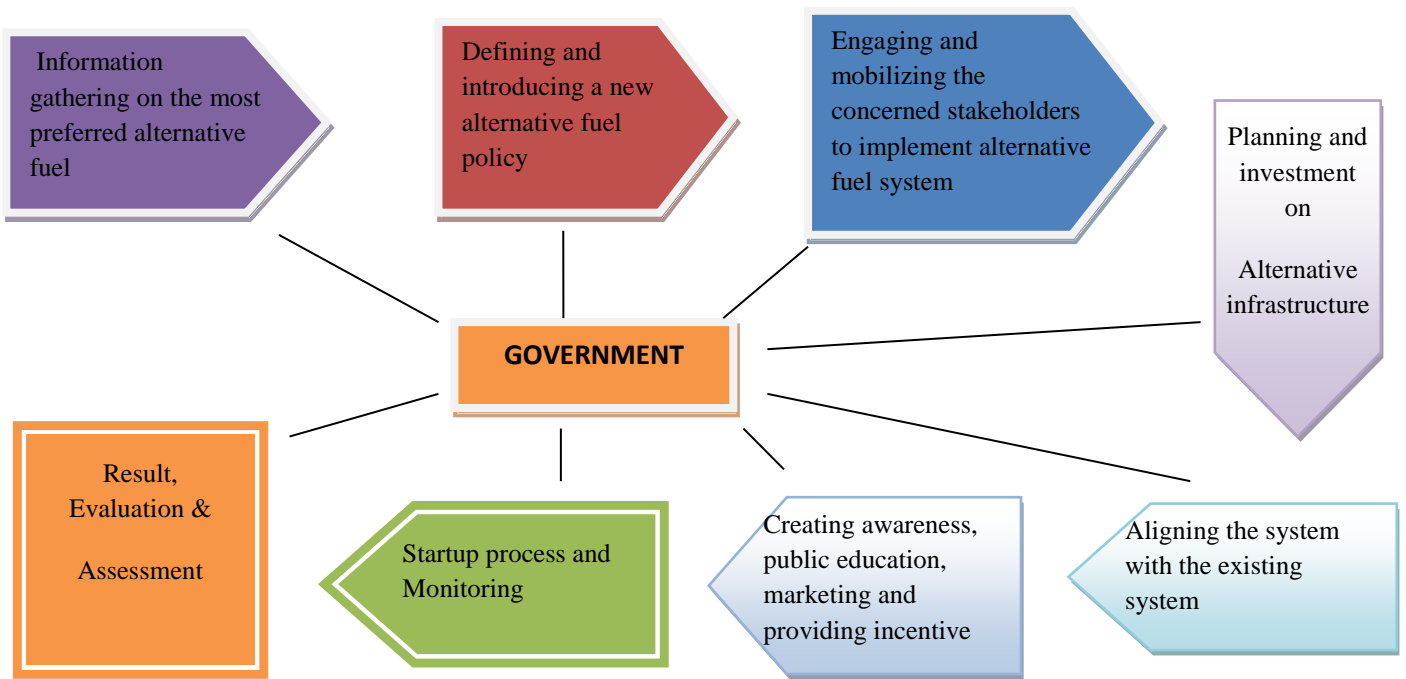 Information
gathering on the most
preferred alternative
fuel
Defining and
introducing a new
alternative fuel
policy
Engaging and
mobilizing the
concerned stakeholders
to implement alternative
fuel system
Planning and
investment
on
Alternative
infrastructure
GOVERNMENT
Result,
Evaluation &
Assessment
Startup process and
Monitoring
Creating awareness,
public education,
marketing and
providing incentive
Aligning the system
with the existing
system